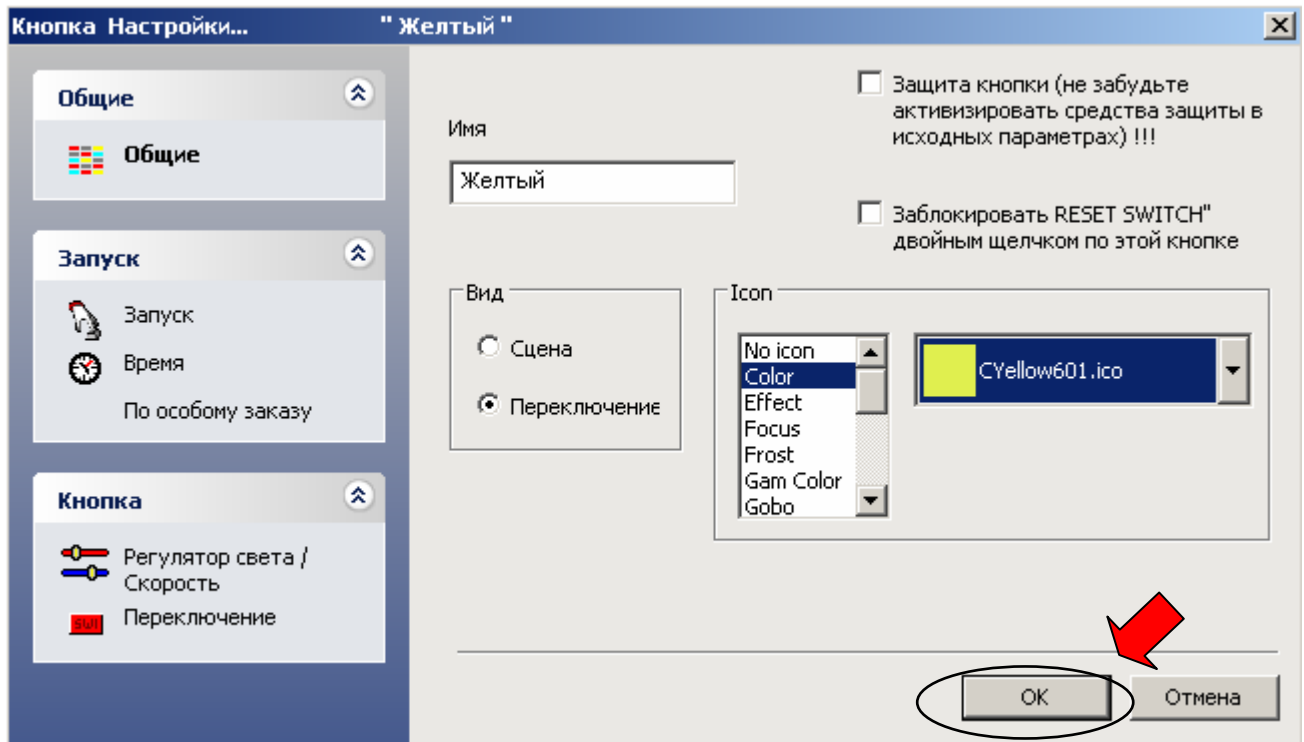 Кнопка Настройки... " Желтый "
Общие
Общие
Запуск
Запуск
Время
По особому заказу
Кнопка
Регулятор света /
Скорость
SWI
Переключение
Имя
Желтый
Защита кнопки (не забудьте
активизировать средства защиты в
исходных параметрах) !!!
Заблокировать RESET SWITCH"
двойным щелчком по этой кнопке
Вид
Сцена
Переключение
Icon
No icon
Color
Effect
Focus
Frost
Gam Color
Gobo
CYellow601.ico
OK
Отмена